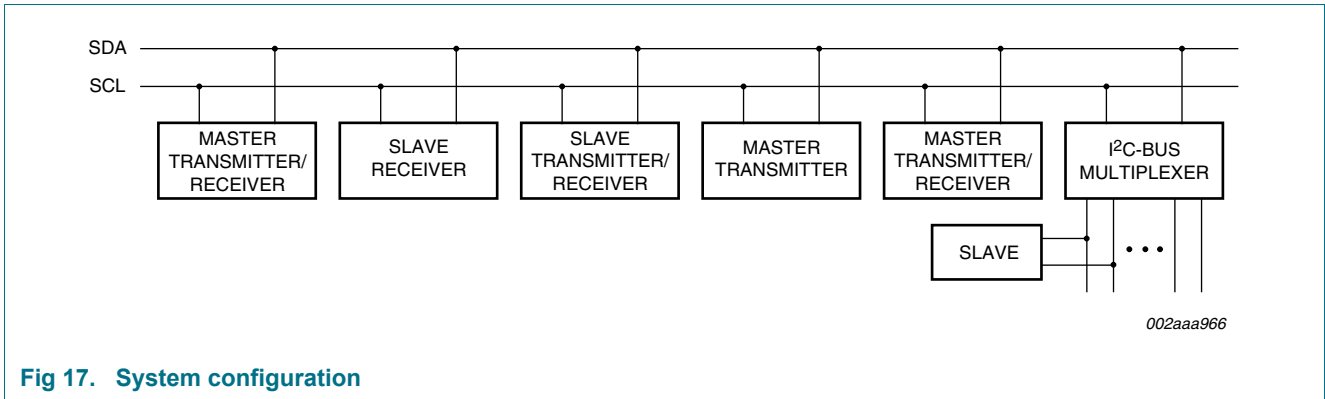 SDA
SCL
MASTER
TRANSMITTER/
RECEIVER
SLAVE
RECEIVER
SLAVE
TRANSMITTER/
RECEIVER
MASTER
TRANSMITTER
MASTER
TRANSMITTER/
RECEIVER
I²C-BUS
MULTIPLEXER
SLAVE
002aaa966
Fig 17. System configuration